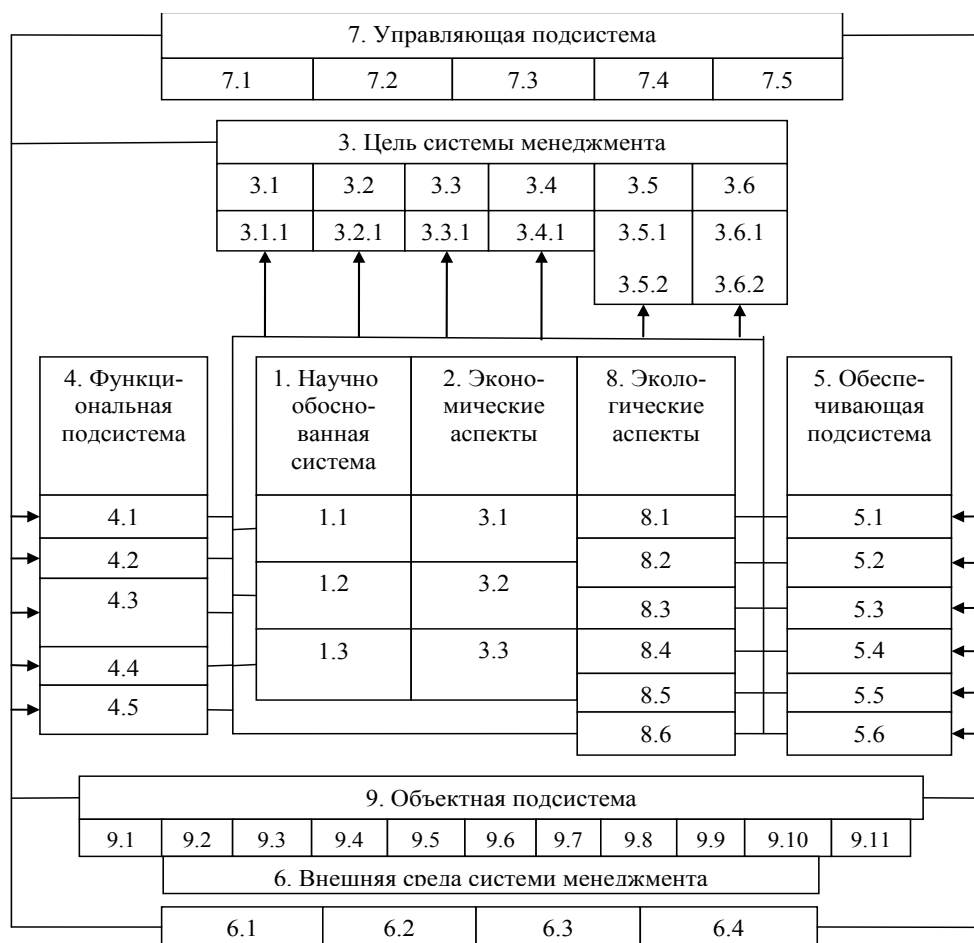 7. Управляющая подсистема
7.1 7.2 7.3 7.4 7.5
3. Цель системы менеджмента
3.1 3.2 3.3 3.4 3.5 3.6
3.1.1 3.2.1 3.3.1 3.4.1 3.5.1 3.6.1
3.5.2 3.6.2
4. Функци-
ональная
подсистема
4.1
4.2
4.3
4.4
4.5
1. Научно
обосно-
ванная
система
1.1
1.2
1.3
2. Эконо-
мические
аспекты
3.1
3.2
3.3
8. Эколо-
гические
аспекты
8.1
8.2
8.3
8.4
8.5
8.6
5. Обеспе-
чивающая
подсистема
5.1
5.2
5.3
5.4
5.5
5.6
9. Объектная подсистема
9.1 9.2 9.3 9.4 9.5 9.6 9.7 9.8 9.9 9.10 9.11
6. Внешняя среда системи менеджмента
6.1 6.2 6.3 6.4